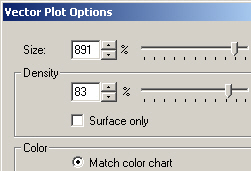 Vector Plot Options
Size: 891 %
Density
83 %
Surface only
Color
Match color chart